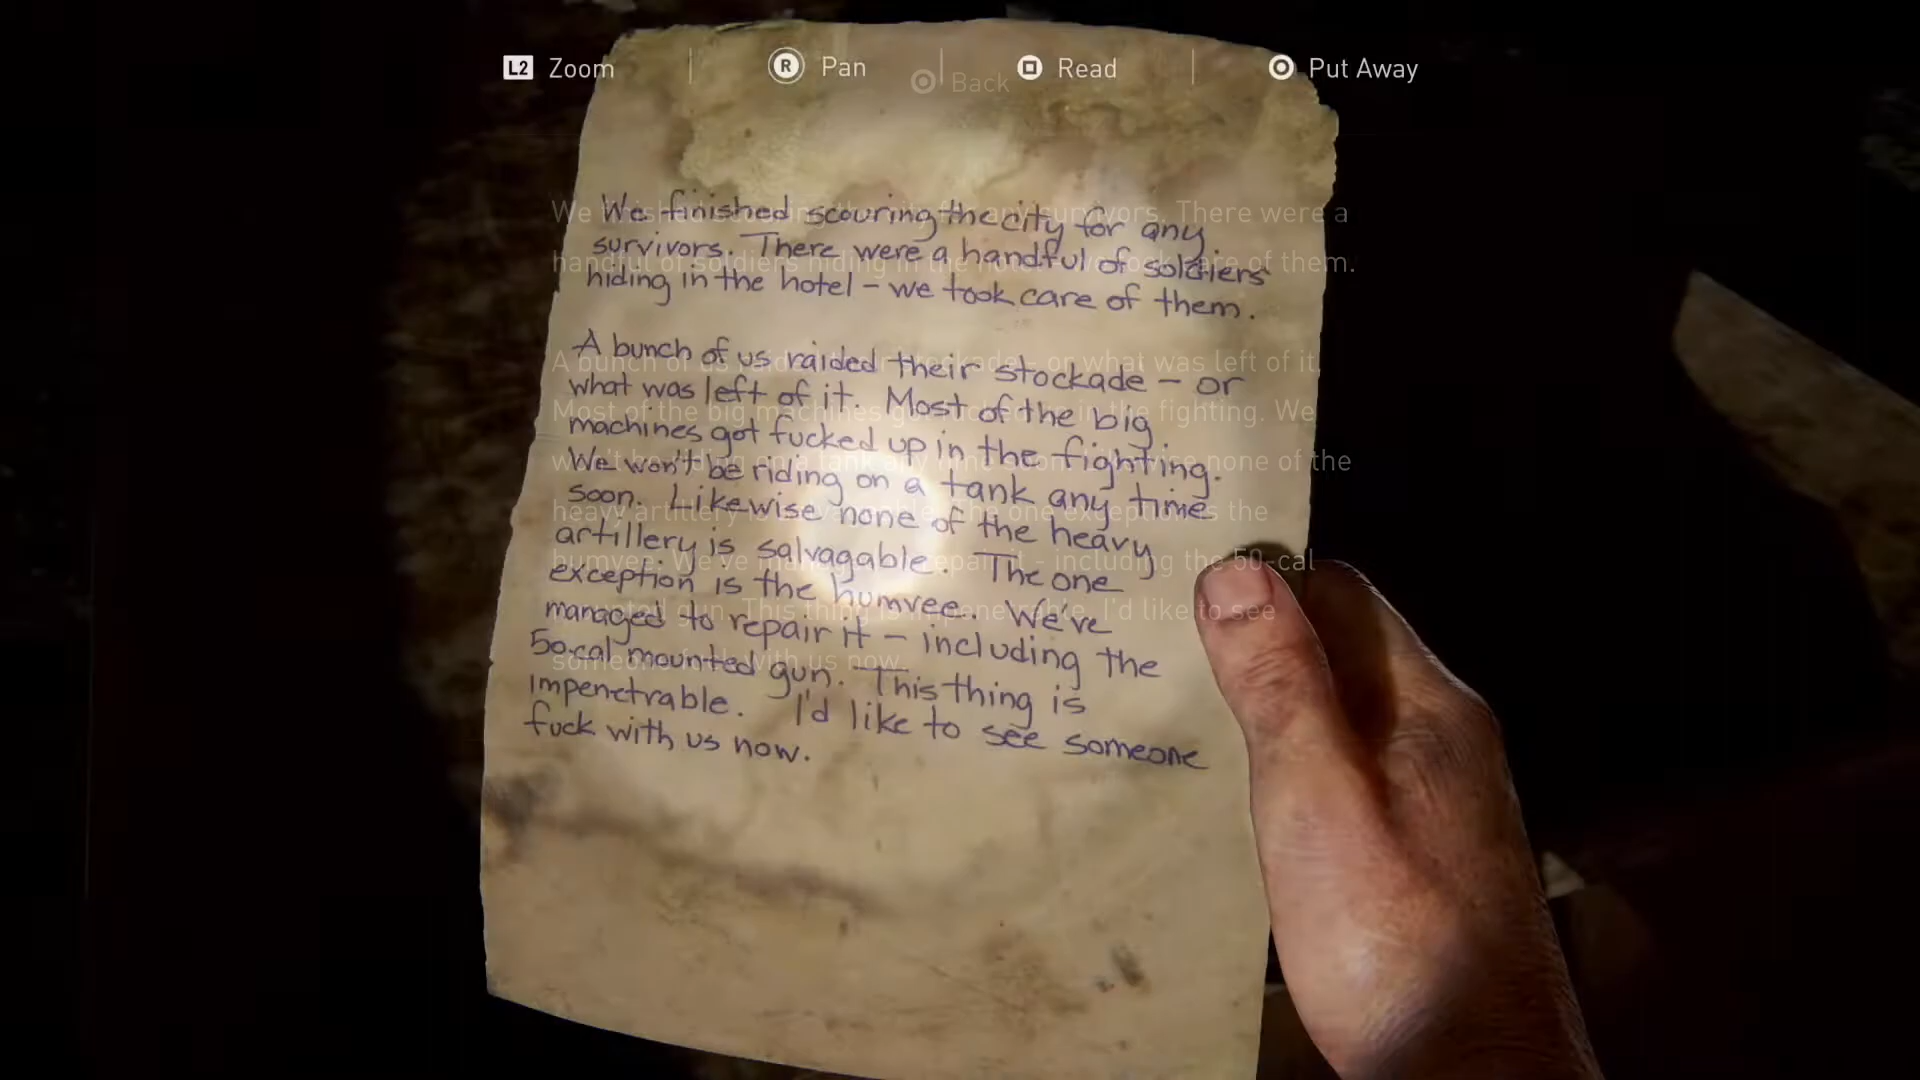 L2 Zoom R Pan Back Read Put Away
We finished scouring the city for any
survivors. There were a handful of soldiers
hiding in the hotel - we took care of them.
A bunch of us raided their stockade - or
what was left of it. Most of the big
machines got fucked up in the fighting.
We won't be riding on a tank any time
soon. Likewise none of the heavy
artillery is salvagable. The one
exception is the humvee. We've
managed to repair it - including the
50.cal mounted gun. This thing is
impenetrable. I'd like to see someone
fuck with us now.